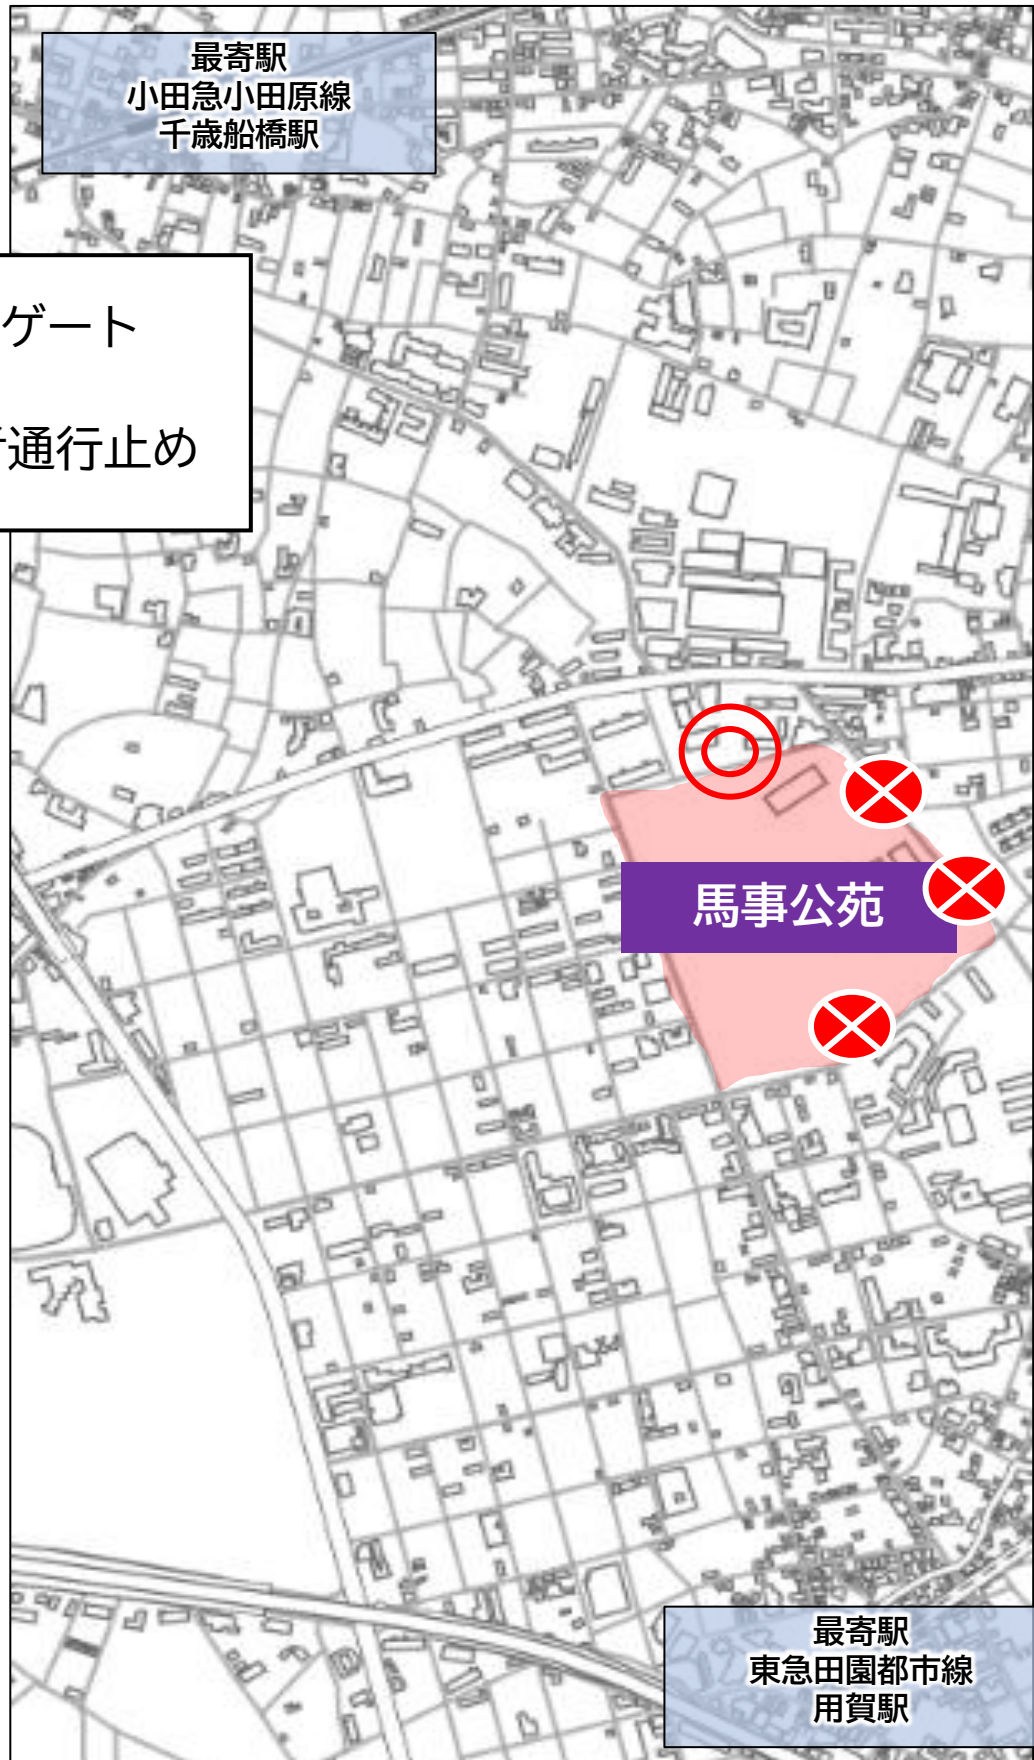 最寄駅
小田急小田原線
千歳船橋駅
ゲート
通行止め
馬事公苑
最寄駅
東急田園都市線
用賀駅